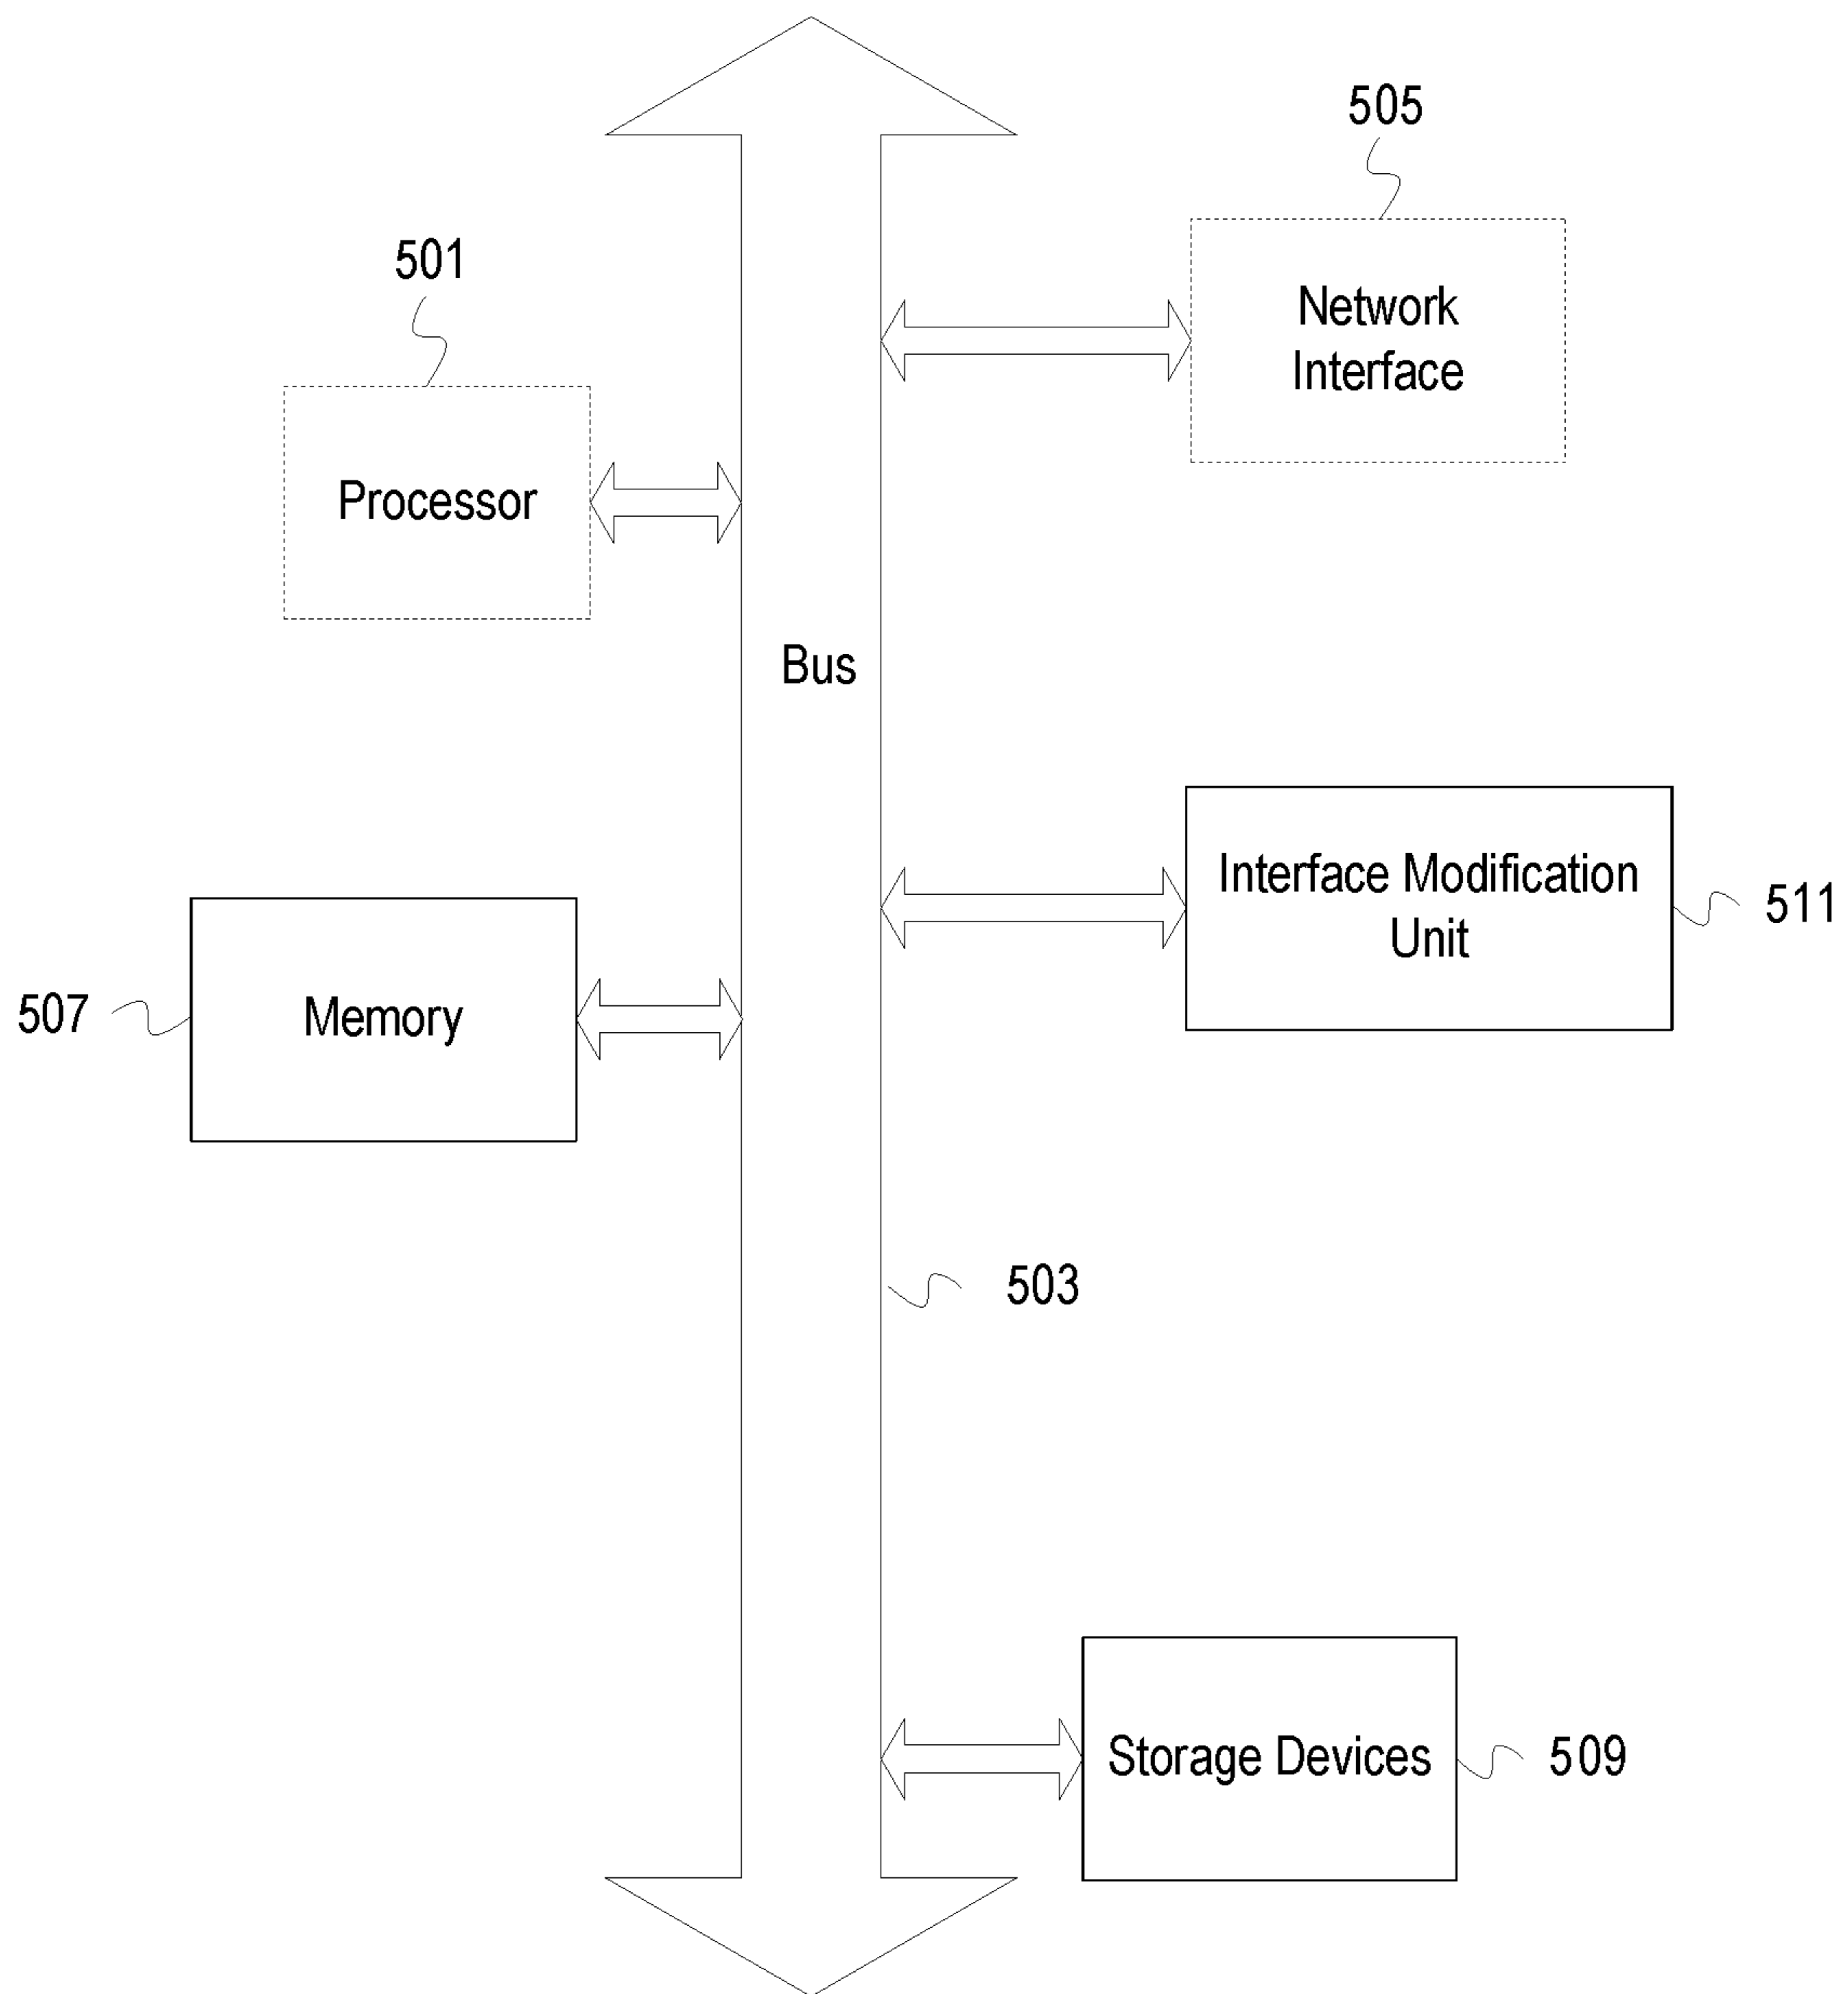 505
501
Network
Interface
Processor
Bus
Interface Modification
Unit
511
507
Memory
503
Storage Devices
509